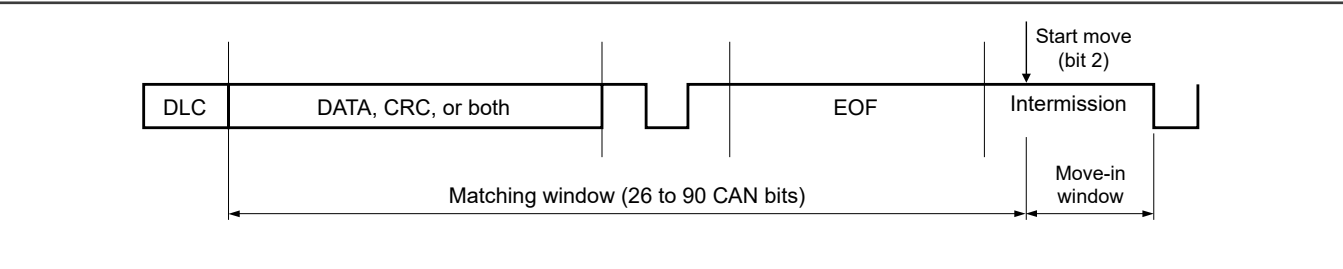 Start move
(bit 2)
DLC
DATA, CRC, or both
EOF
Intermission
Matching window (26 to 90 CAN bits)
Move-in
window